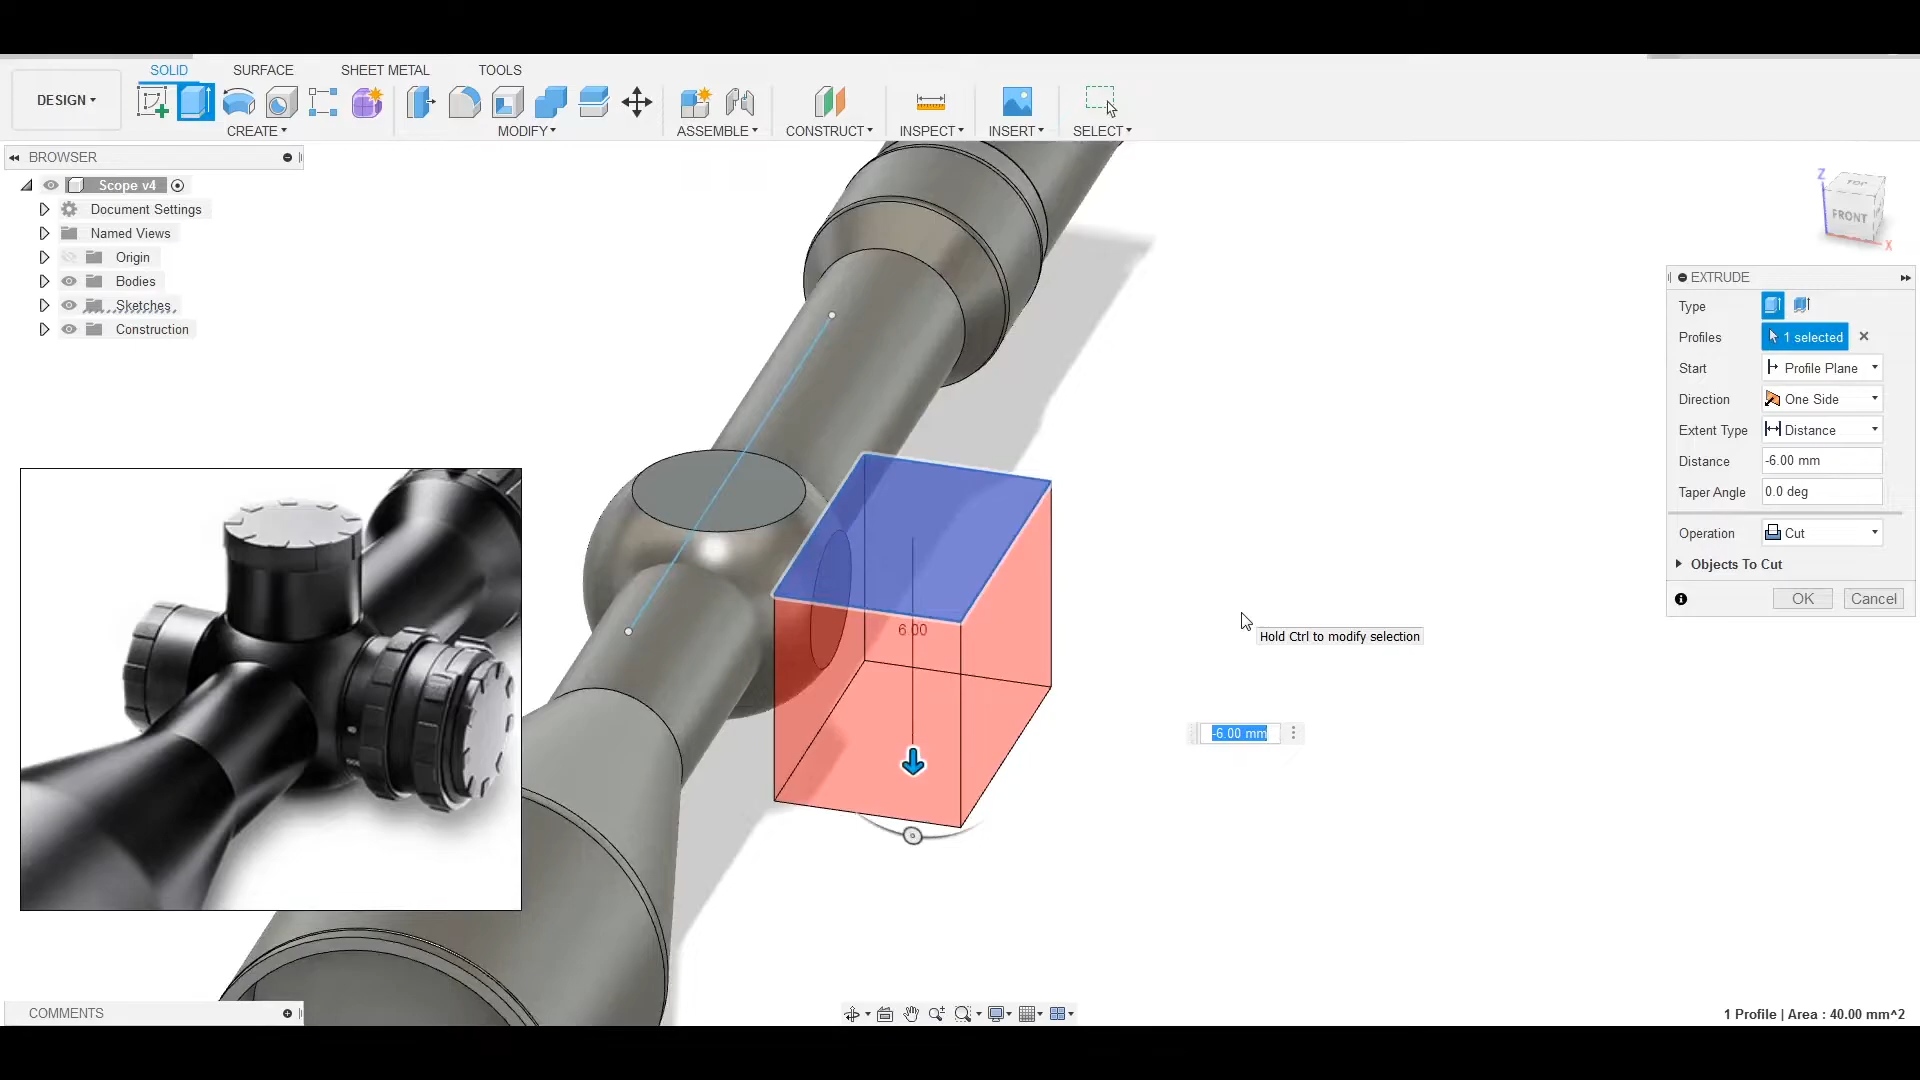 SOLID SURFACE SHEET METAL TOOLS
DESIGN
CREATE MODIFY ASSEMBLE CONSTRUCT INSPECT INSERT SELECT
BROWSER
Scope v4
Document Settings
Named Views
Origin
Bodies
Sketches
Construction
Z
TOP
FRONT
X
EXTRUDE
Type
Profiles 1 selected
Start Profile Plane
Direction One Side
Extent Type Distance
Distance -6.00 mm
Taper Angle 0.0 deg
Operation Cut
Objects To Cut
OK Cancel
6.00
Hold Ctrl to modify selection
-6.00 mm
COMMENTS
1 Profile | Area : 40.00 mm^2